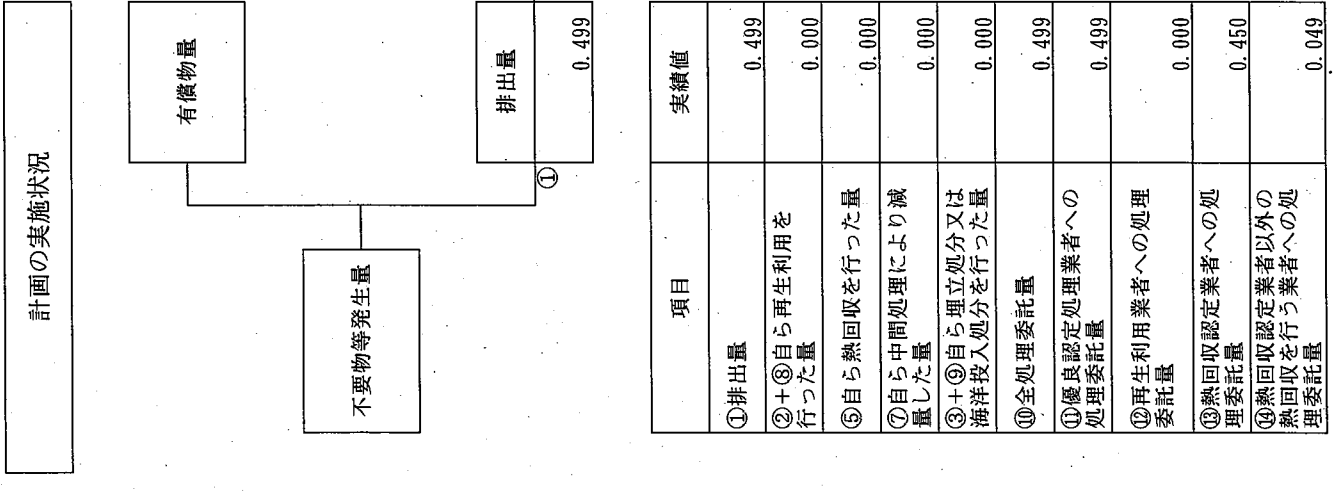 計画の実施状況
有償物量
不要物等発生量
排出量
①
0.499
項目
実績値
①排出量
0.499
②+⑧自ら再生利用を
行った量
0.000
⑤自ら熱回収を行った量
0.000
⑦自ら中間処理により減
量した量
0.000
③+⑨自ら埋立処分又は
海洋投入処分を行った量
0.000
⑩全処理委託量
0.499
⑪優良認定処理業者への
処理委託量
0.499
⑫再生利用業者への処理
委託量
0.000
⑬熱回収認定業者への処
理委託量
0.450
⑭熱回収認定業者以外の
熱回収を行う業者への処
理委託量
0.049